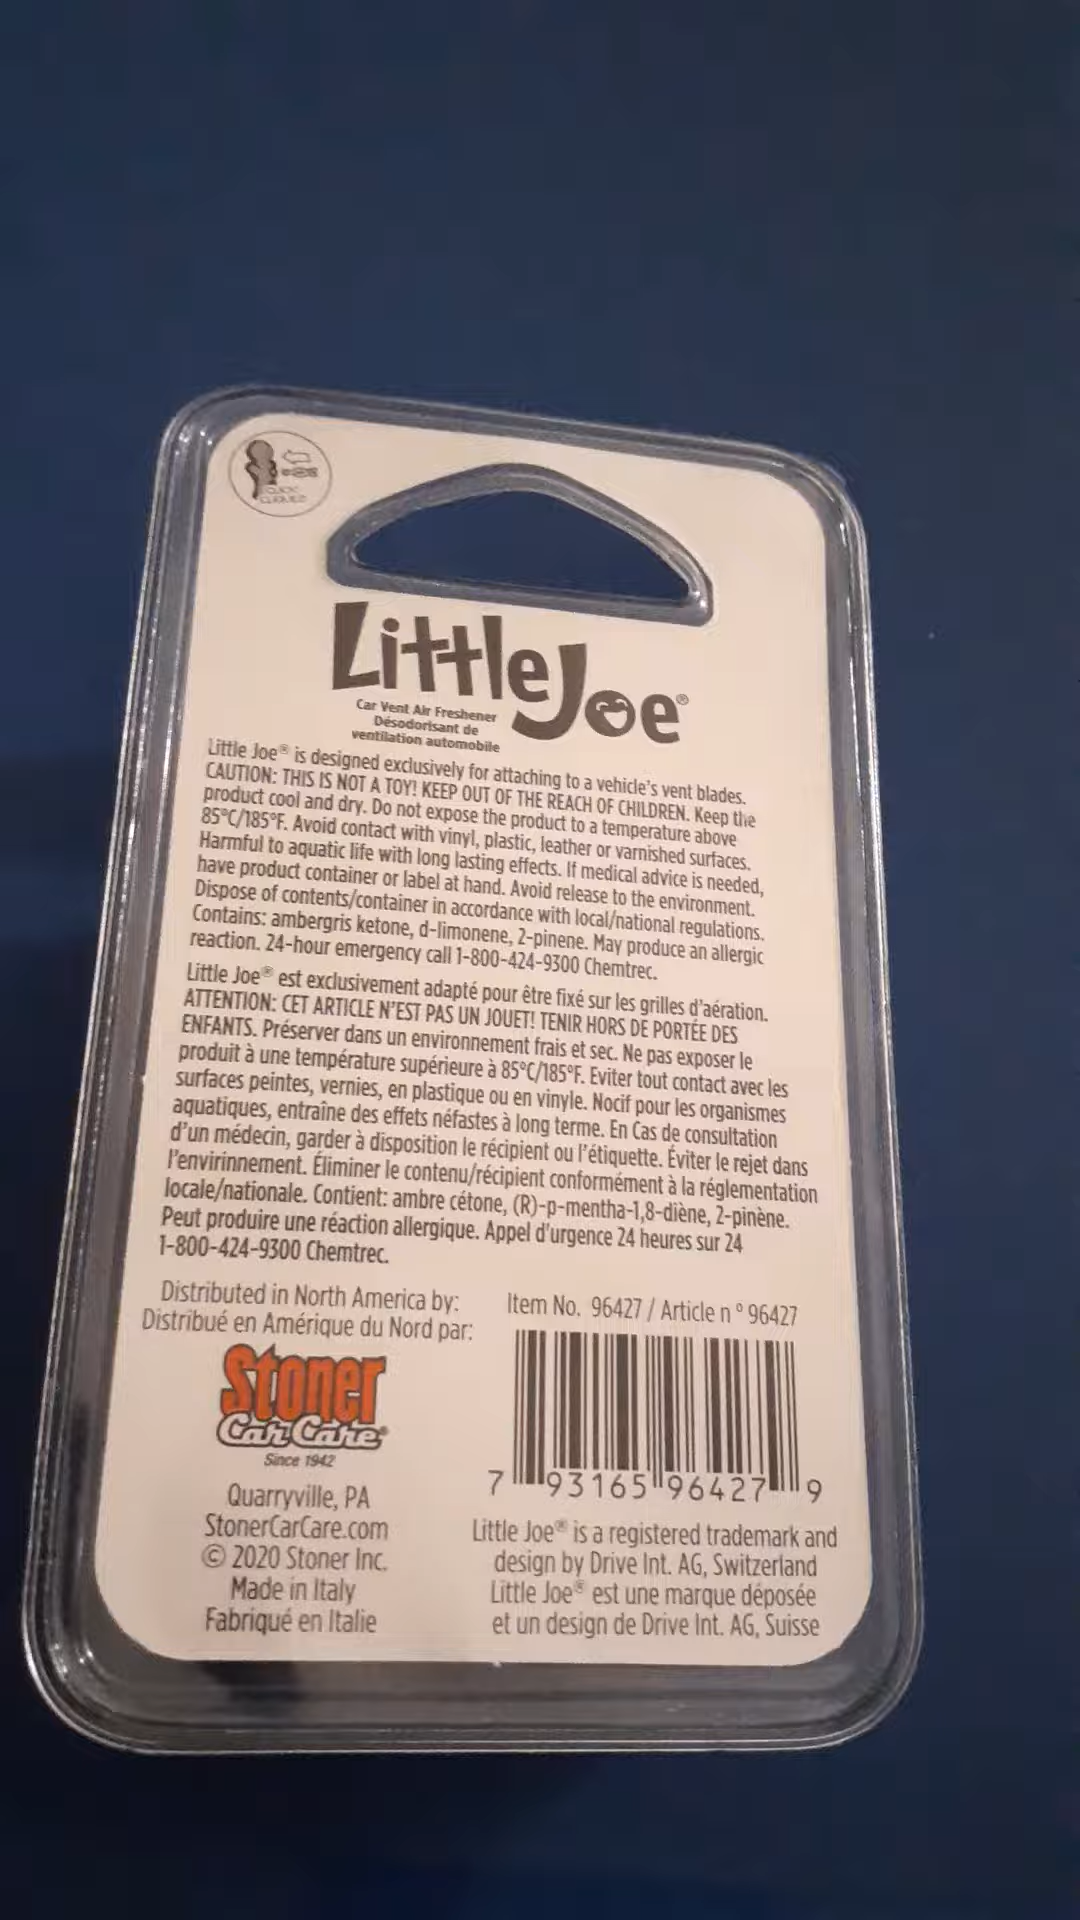 LittleJoe®
Car Vent Air Freshener
Désodorisant de
ventilation automobile
Little Joe® is designed exclusively for attaching to a vehicle's vent blades.
CAUTION: THIS IS NOT A TOY! KEEP OUT OF THE REACH OF CHILDREN. Keep the
product cool and dry. Do not expose the product to a temperature above
85°C/185°F. Avoid contact with vinyl, plastic, leather or varnished surfaces.
Harmful to aquatic life with long lasting effects. If medical advice is needed,
have product container or label at hand. Avoid release to the environment.
Dispose of contents/container in accordance with local/national regulations.
Contains: ambergris ketone, d-limonene, 2-pinene. May produce an allergic
reaction. 24-hour emergency call 1-800-424-9300 Chemtrec.
Little Joe® est exclusivement adapté pour être fixé sur les grilles d'aération.
ATTENTION: CET ARTICLE N'EST PAS UN JOUET! TENIR HORS DE PORTÉE DES
ENFANTS. Préserver dans un environnement frais et sec. Ne pas exposer le
produit à une température supérieure à 85°C/185°F. Eviter tout contact avec les
surfaces peintes, vernies, en plastique ou en vinyle. Nocif pour les organismes
aquatiques, entraîne des effets néfastes à long terme. En Cas de consultation
d'un médecin, garder à disposition le récipient ou l'étiquette. Éviter le rejet dans
l'envirinnement. Éliminer le contenu/récipient conformément à la réglementation
locale/nationale. Contient: ambre cétone, (R)-p-mentha-1,8-diène, 2-pinène.
Peut produire une réaction allergique. Appel d'urgence 24 heures sur 24
1-800-424-9300 Chemtrec.
Distributed in North America by:
Distribué en Amérique du Nord par:
Stoner
Car Care®
Since 1942
Quarryville, PA
StonerCarCare.com
© 2020 Stoner Inc.
Made in Italy
Fabriqué en Italie
Item No. 96427 / Article n° 96427
7 93165 96427 9
Little Joe® is a registered trademark and
design by Drive Int. AG, Switzerland
Little Joe® est une marque déposée
et un design de Drive Int. AG, Suisse